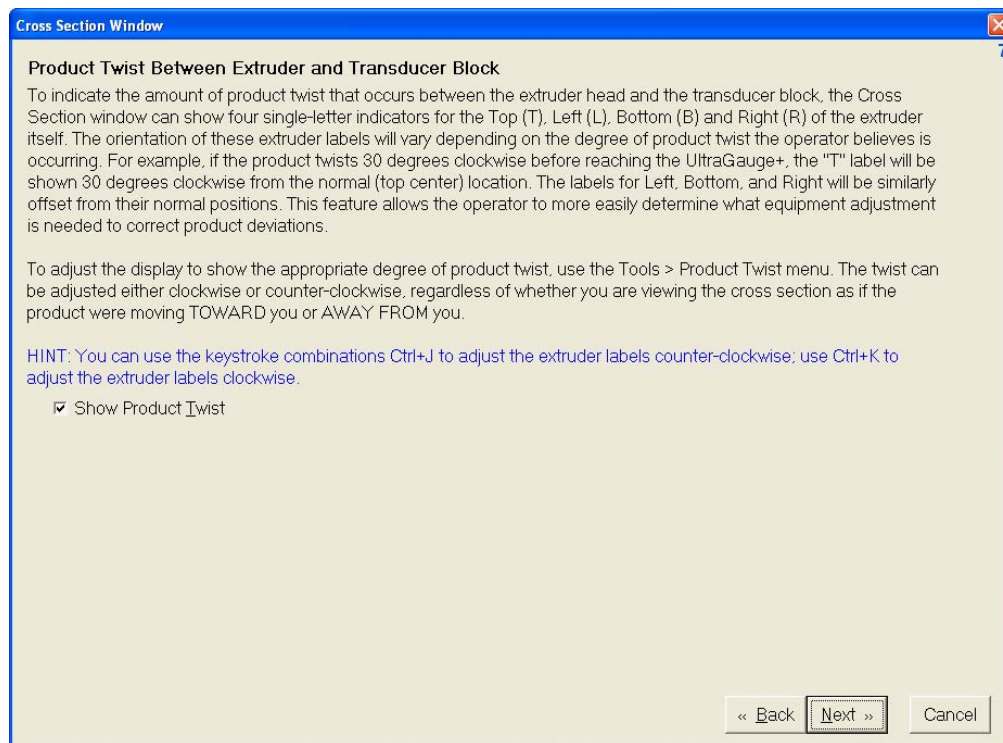 Cross Section Window
7
Product Twist Between Extruder and Transducer Block
To indicate the amount of product twist that occurs between the extruder head and the transducer block, the Cross
Section window can show four single-letter indicators for the Top (T), Left (L), Bottom (B) and Right (R) of the extruder
itself. The orientation of these extruder labels will vary depending on the degree of product twist the operator believes is
occurring. For example, if the product twists 30 degrees clockwise before reaching the UltraGauge+, the "T" label will be
shown 30 degrees clockwise from the normal (top center) location. The labels for Left, Bottom, and Right will be similarly
offset from their normal positions. This feature allows the operator to more easily determine what equipment adjustment
is needed to correct product deviations.
To adjust the display to show the appropriate degree of product twist, use the Tools > Product Twist menu. The twist can
be adjusted either clockwise or counter-clockwise, regardless of whether you are viewing the cross section as if the
product were moving TOWARD you or AWAY FROM you.
HINT: You can use the keystroke combinations Ctrl+J to adjust the extruder labels counter-clockwise; use Ctrl+K to
adjust the extruder labels clockwise.
Show Product Twist
« Back Next » Cancel